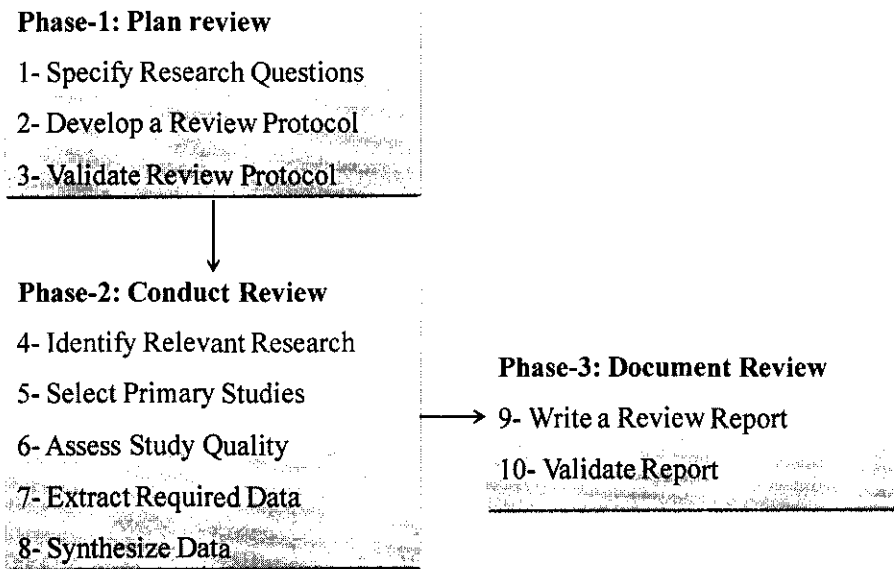 Phase-1: Plan review
1- Specify Research Questions
2- Develop a Review Protocol
3- Validate Review Protocol
Phase-2: Conduct Review
4- Identify Relevant Research
5- Select Primary Studies
6- Assess Study Quality
7- Extract Required Data
8- Synthesize Data
Phase-3: Document Review
9- Write a Review Report
10- Validate Report